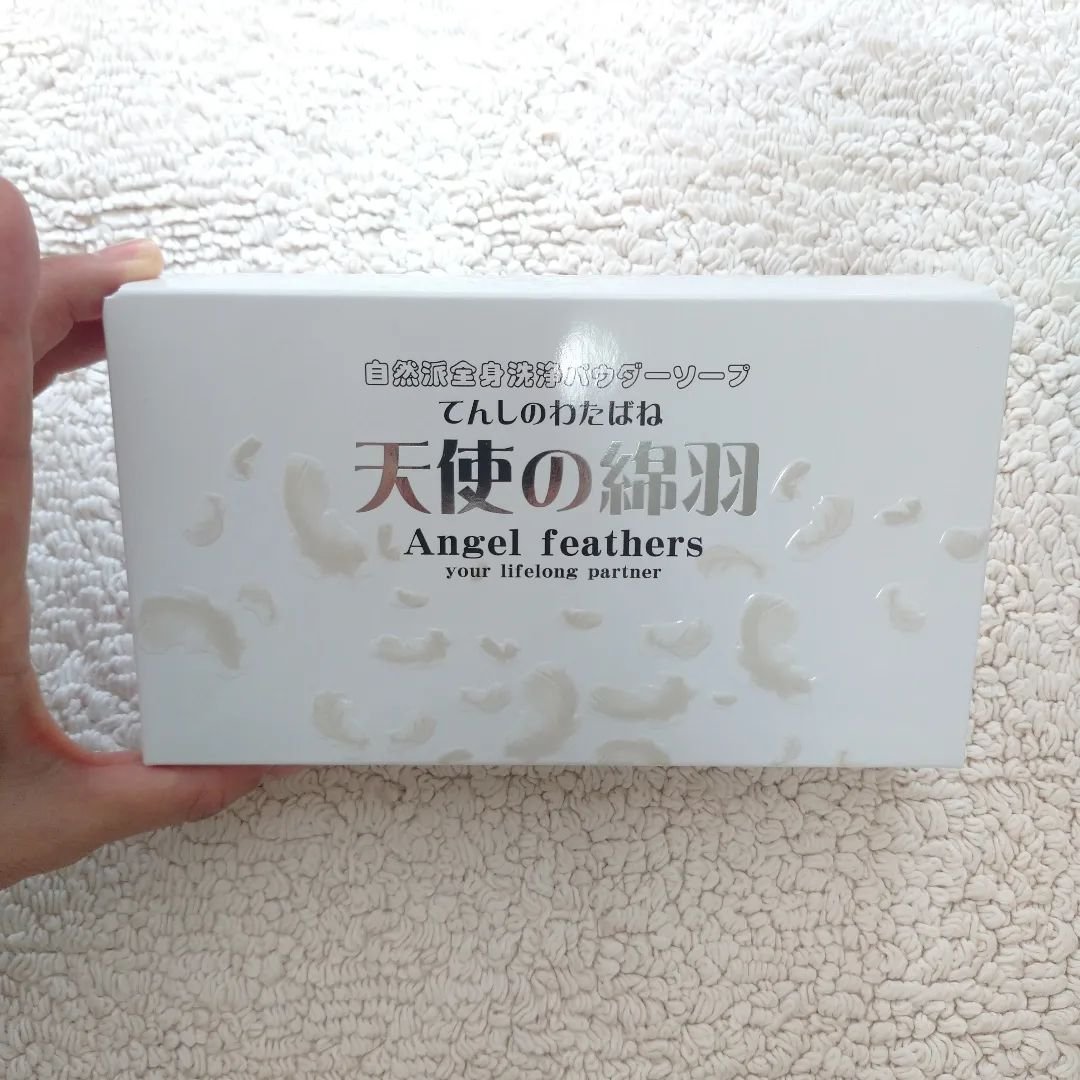 自然派全身洗浄パウダーソープ
てんしのわたばね
天使の綿羽
Angel feathers
your lifelong partner